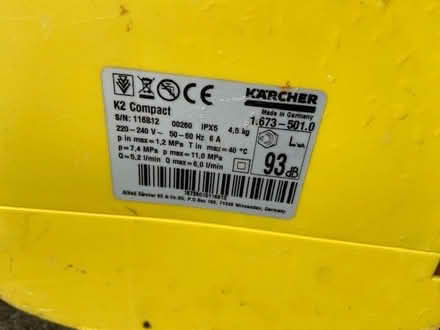 KÄRCHER
Made in Germany
K2 Compact
1.673-501.0
S/N: 116812 00260 IPX5 4,5 kg
220-240 V~ 50-60 Hz 6 A
p in max=1,2 MPa T in max=40 °C
p=7,4 MPa p max=11,0 MPa
Q=5,2 l/min Q max=6,0 l/min
LWA
93 dB
Alfred Kärcher SE & Co.KG, P.O Box 160, 71349 Winnenden, Germany